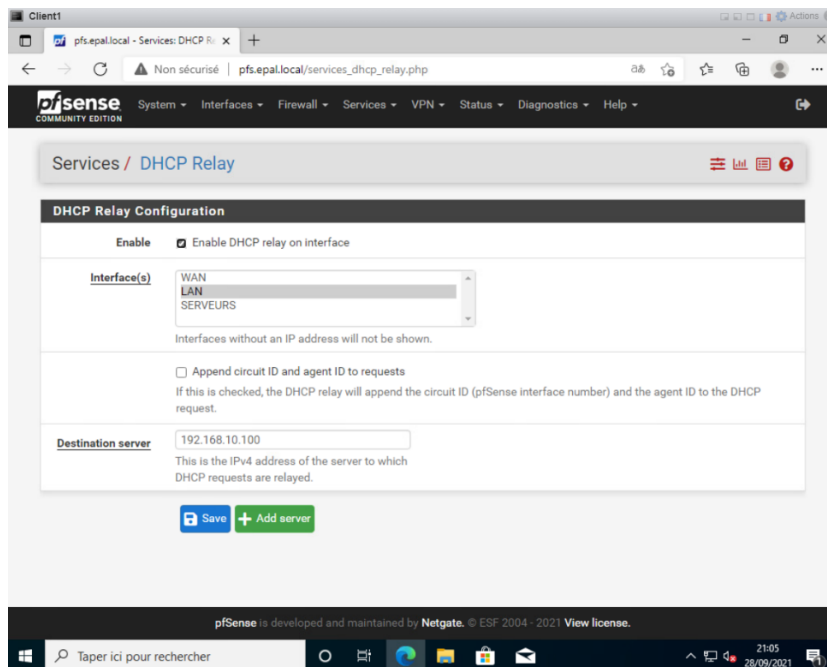 Client1
Actions
pfs.epal.local - Services: DHCP R
Non sécurisé | pfs.epal.local/services_dhcp_relay.php
pfsense
COMMUNITY EDITION
System Interfaces Firewall Services VPN Status Diagnostics Help
Services / DHCP Relay
DHCP Relay Configuration
Enable Enable DHCP relay on interface
Interface(s) WAN
LAN
SERVEURS
Interfaces without an IP address will not be shown.
Append circuit ID and agent ID to requests
If this is checked, the DHCP relay will append the circuit ID (pfSense interface number) and the agent ID to the DHCP
request.
Destination server 192.168.10.100
This is the IPv4 address of the server to which
DHCP requests are relayed.
Save Add server
pfSense is developed and maintained by Netgate. © ESF 2004 - 2021 View license.
Taper ici pour rechercher
21:05
28/09/2021